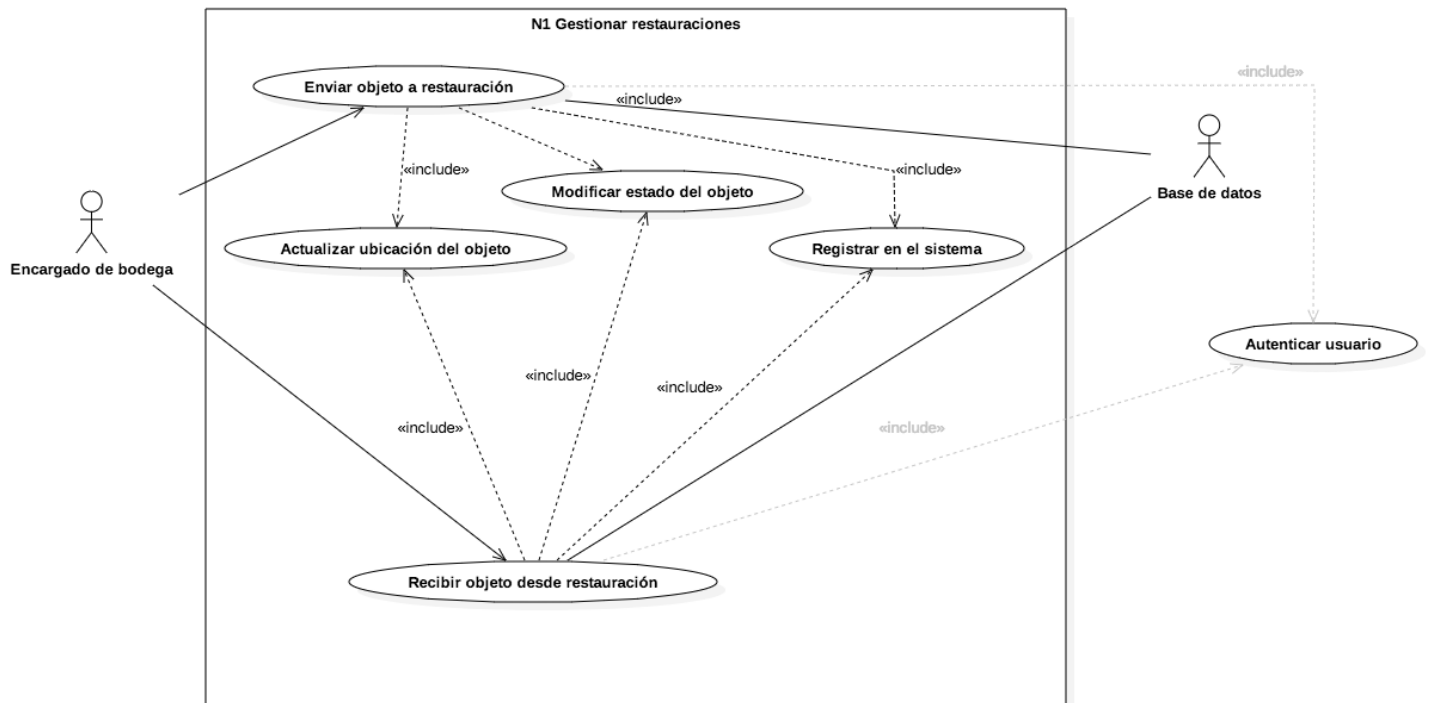 N1 Gestionar restauraciones
«include»
Enviar objeto a restauración
«include»
«include»
«include»
Modificar estado del objeto
Base de datos
Actualizar ubicación del objeto
Registrar en el sistema
Encargado de bodega
Autenticar usuario
«include»
«include»
«include»
«include»
Recibir objeto desde restauración